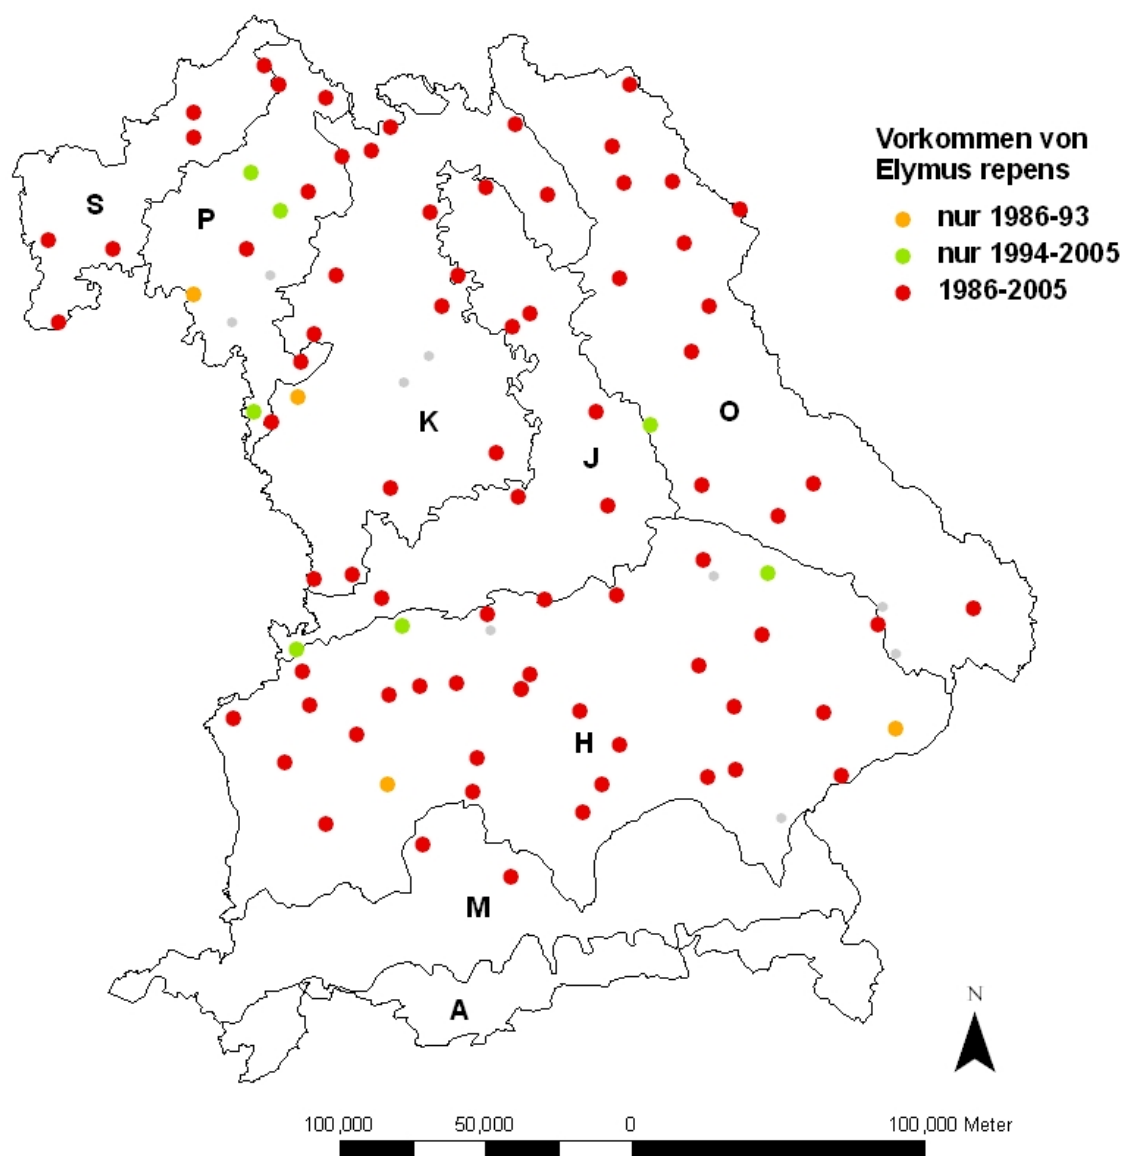 Vorkommen von
Elymus repens
nur 1986-93
nur 1994-2005
1986-2005
S
P
K
O
J
H
M
A
N
100,000 50,000 0 100,000 Meter